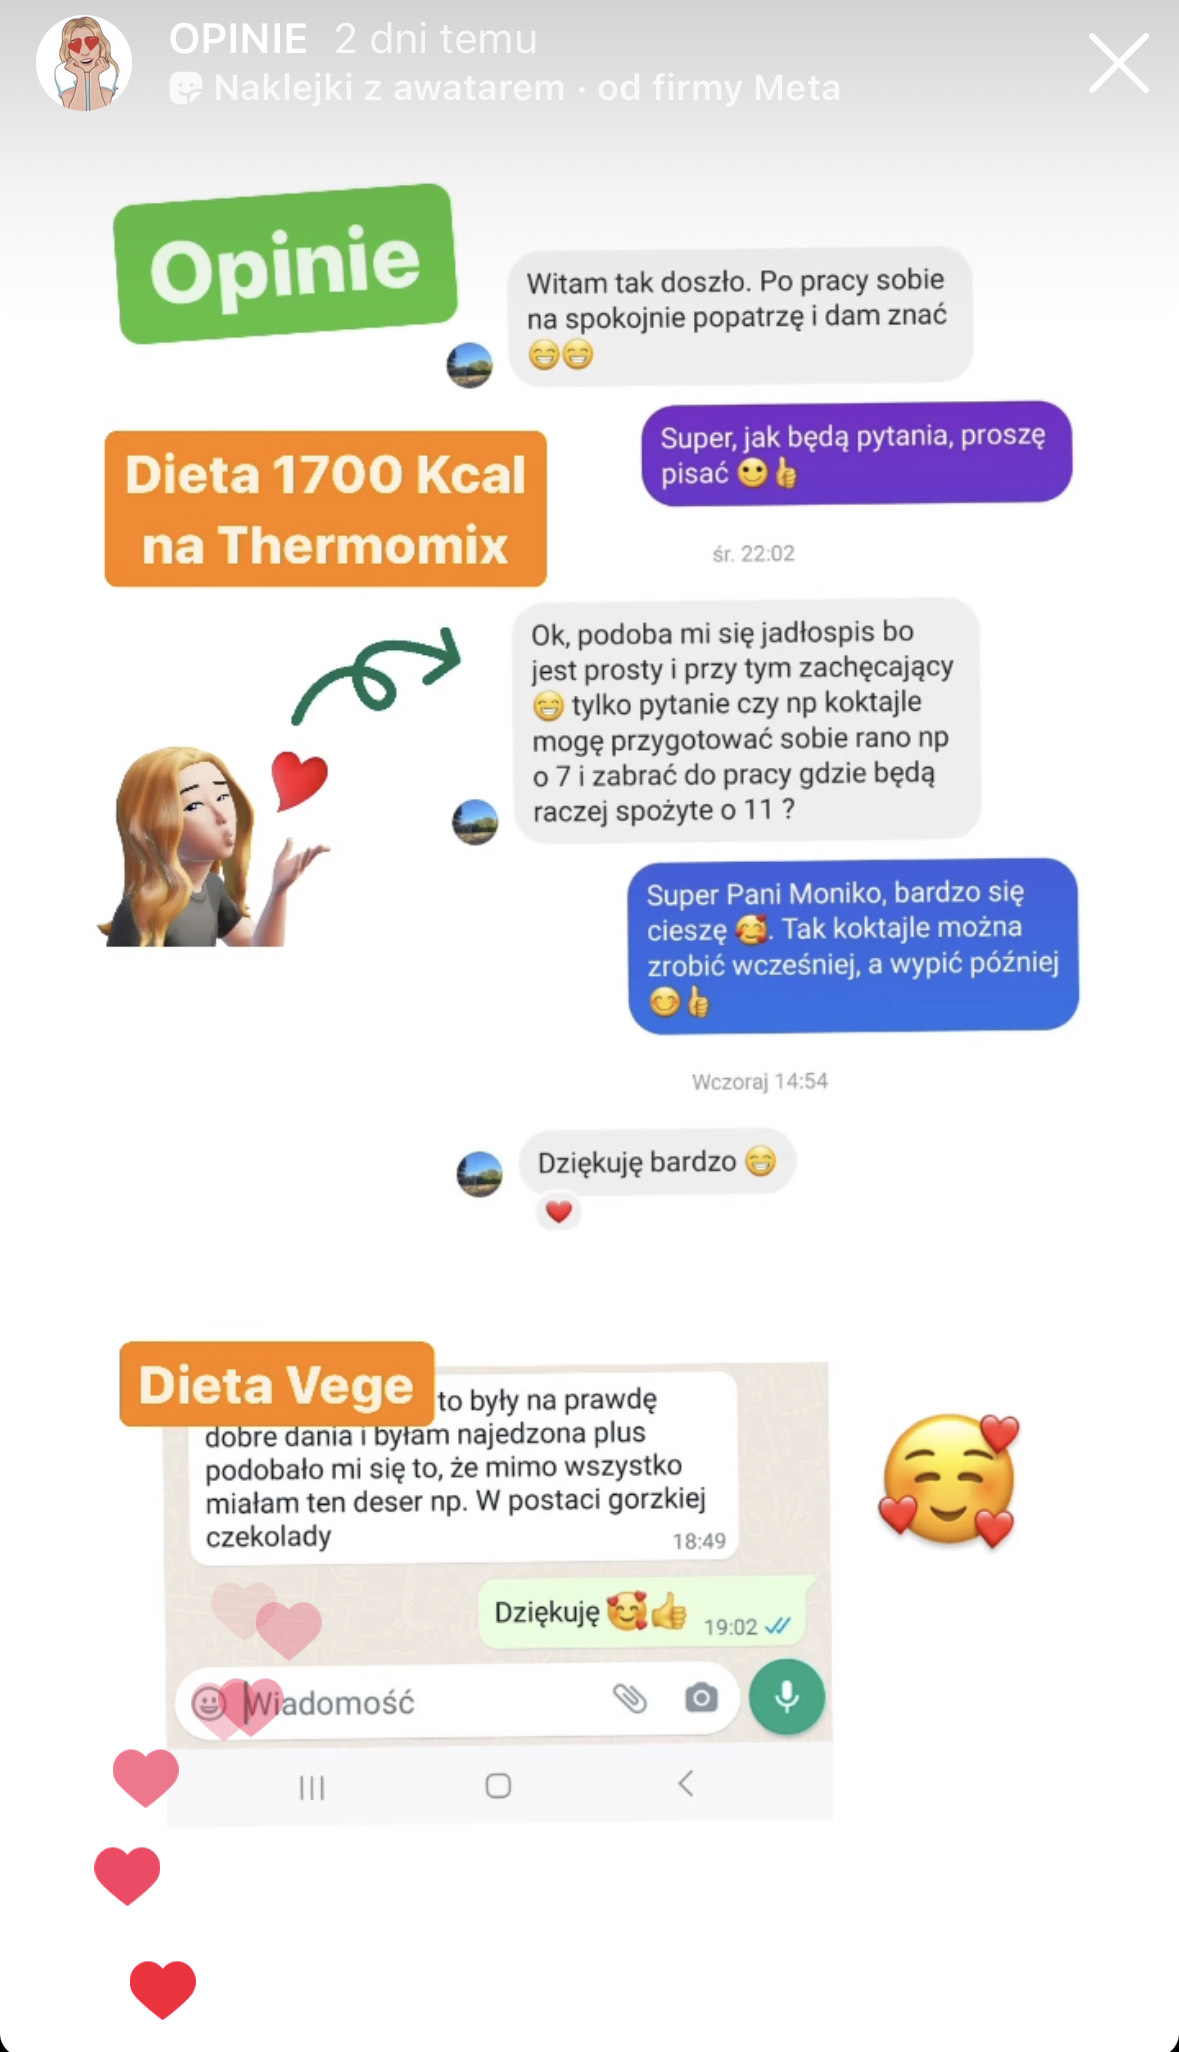 OPINIE 2 dni temu
Naklejki z awatarem · od firmy Meta
Opinie
Witam tak doszło. Po pracy sobie
na spokojnie popatrzę i dam znać
😁😁
Super, jak będą pytania, proszę
pisać 🙂👍
Dieta 1700 Kcal
na Thermomix
śr. 22:02
Ok, podoba mi się jadłospis bo
jest prosty i przy tym zachęcający
😁 tylko pytanie czy np koktajle
mogę przygotować sobie rano np
o 7 i zabrać do pracy gdzie będą
raczej spożyte o 11 ?
Super Pani Moniko, bardzo się
cieszę 🥰. Tak koktajle można
zrobić wcześniej, a wypić później
😊👍
Wczoraj 14:54
Dziękuję bardzo 😁
Dieta Vege
to były na prawdę
dobre dania i byłam najedzona plus
podobało mi się to, że mimo wszystko
miałam ten deser np. W postaci gorzkiej
czekolady
18:49
Dziękuję 🥰👍 19:02
Wiadomość